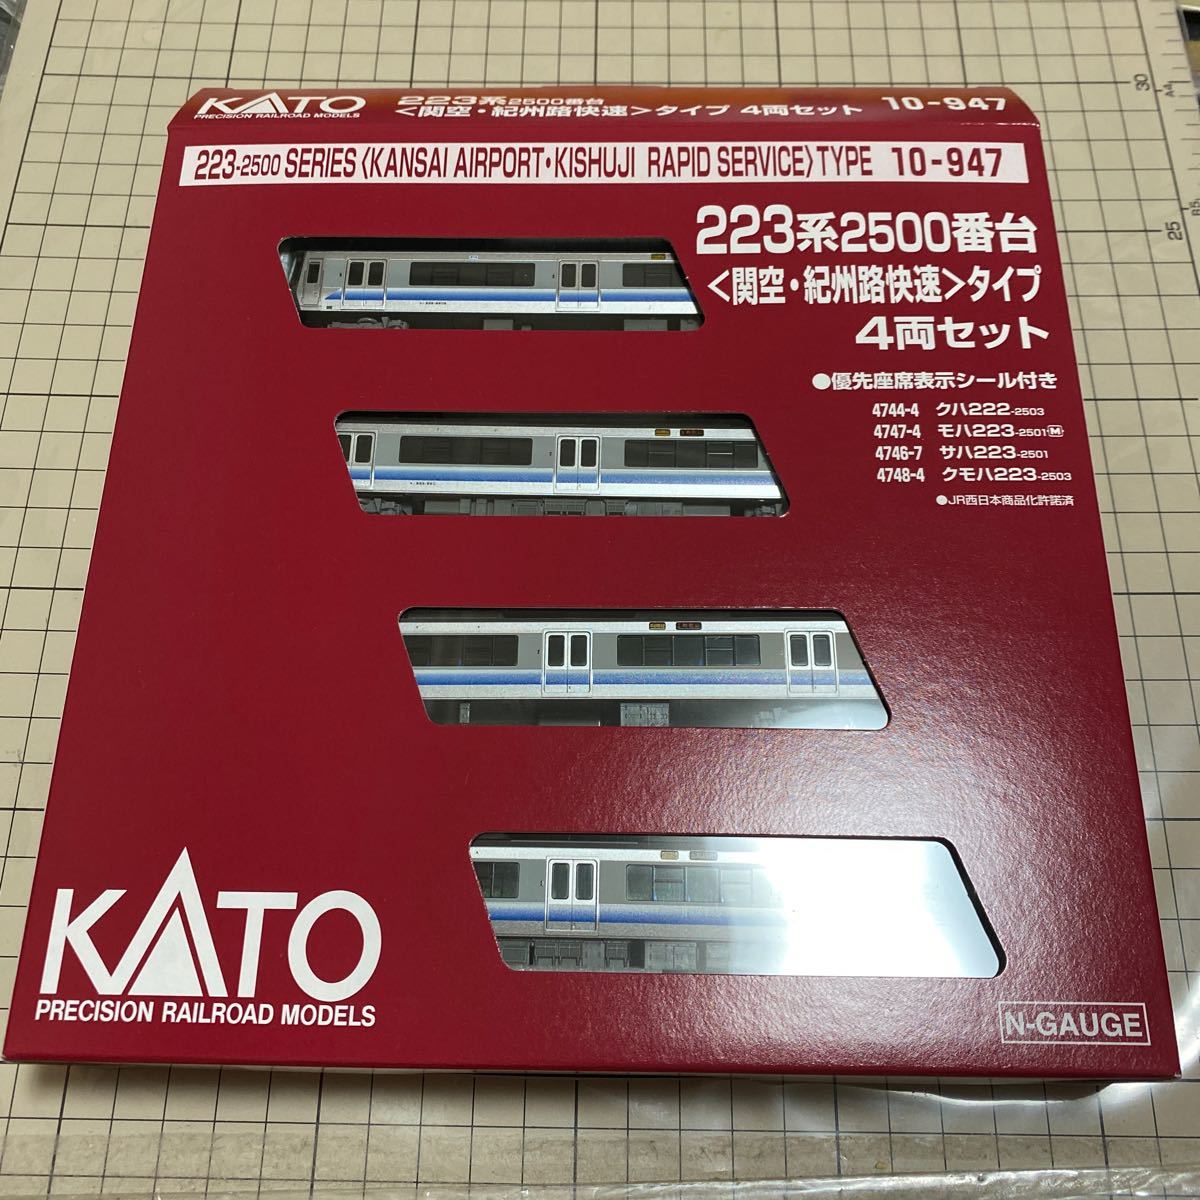 KATO
PRECISION RAILROAD MODELS
223系2500番台
<関空・紀州路快速>タイプ 4両セット
10-947
223-2500 SERIES〈KANSAI AIRPORT・KISHUJI RAPID SERVICE〉TYPE 10-947
223系2500番台
<関空・紀州路快速>タイプ
4両セット
●優先座席表示シール付き
4744-4 クハ222-2503
4747-4 モハ223-2501 M
4746-7 サハ223-2501
4748-4 クモハ223-2503
●JR西日本商品化許諾済
KATO
PRECISION RAILROAD MODELS
N-GAUGE
30
A4
25